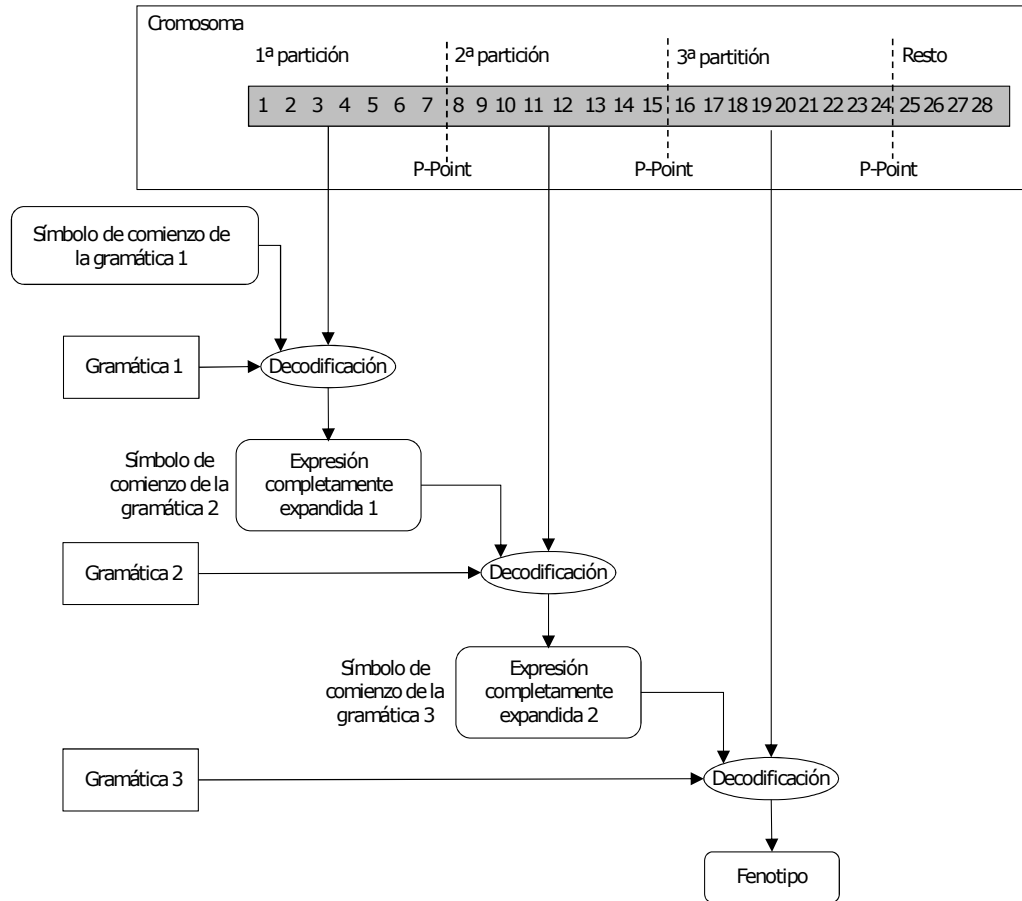 Cromosoma
1ª partición 2ª partición 3ª partitión Resto
1 2 3 4 5 6 7 8 9 10 11 12 13 14 15 16 17 18 19 20 21 22 23 24 25 26 27 28
P-Point P-Point P-Point
Símbolo de comienzo de
la gramática 1
Gramática 1
Decodificación
Símbolo de
comienzo de la
gramática 2
Expresión
completamente
expandida 1
Gramática 2
Decodificación
Símbolo de
comienzo de la
gramática 3
Expresión
completamente
expandida 2
Gramática 3
Decodificación
Fenotipo